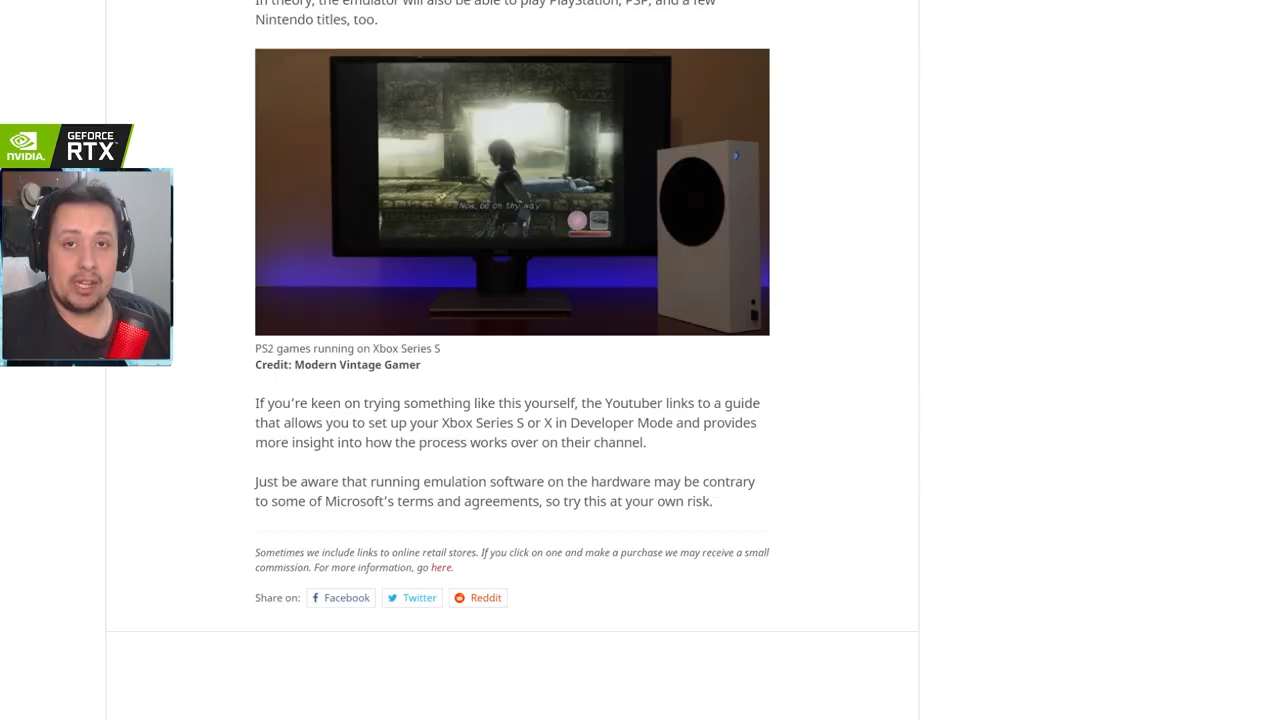 In theory, the emulator will also be able to play PlayStation, PSP, and a few
Nintendo titles, too.
NVIDIA.
GEFORCE
RTX
Now, be on thy way.
PS2 games running on Xbox Series S
Credit: Modern Vintage Gamer
If you’re keen on trying something like this yourself, the Youtuber links to a guide
that allows you to set up your Xbox Series S or X in Developer Mode and provides
more insight into how the process works over on their channel.
Just be aware that running emulation software on the hardware may be contrary
to some of Microsoft’s terms and agreements, so try this at your own risk.
Sometimes we include links to online retail stores. If you click on one and make a purchase we may receive a small
commission. For more information, go here.
Share on: Facebook Twitter Reddit